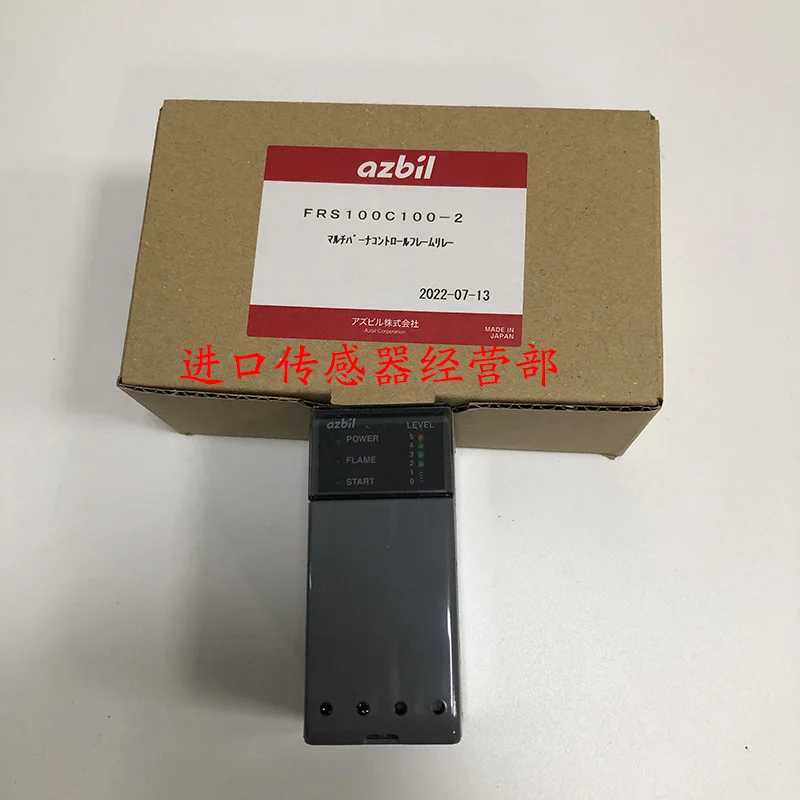 azbil
FRS100C100-2
ﾏﾙﾁﾊﾞｰﾅｺﾝﾄﾛｰﾙﾌﾚｰﾑﾘﾚｰ
2022-07-13
アズビル株式会社
Azbil Corporation
MADE IN
JAPAN
进口传感器经营部
azbil LEVEL
POWER 5
4
FLAME 3
2
1
START 0